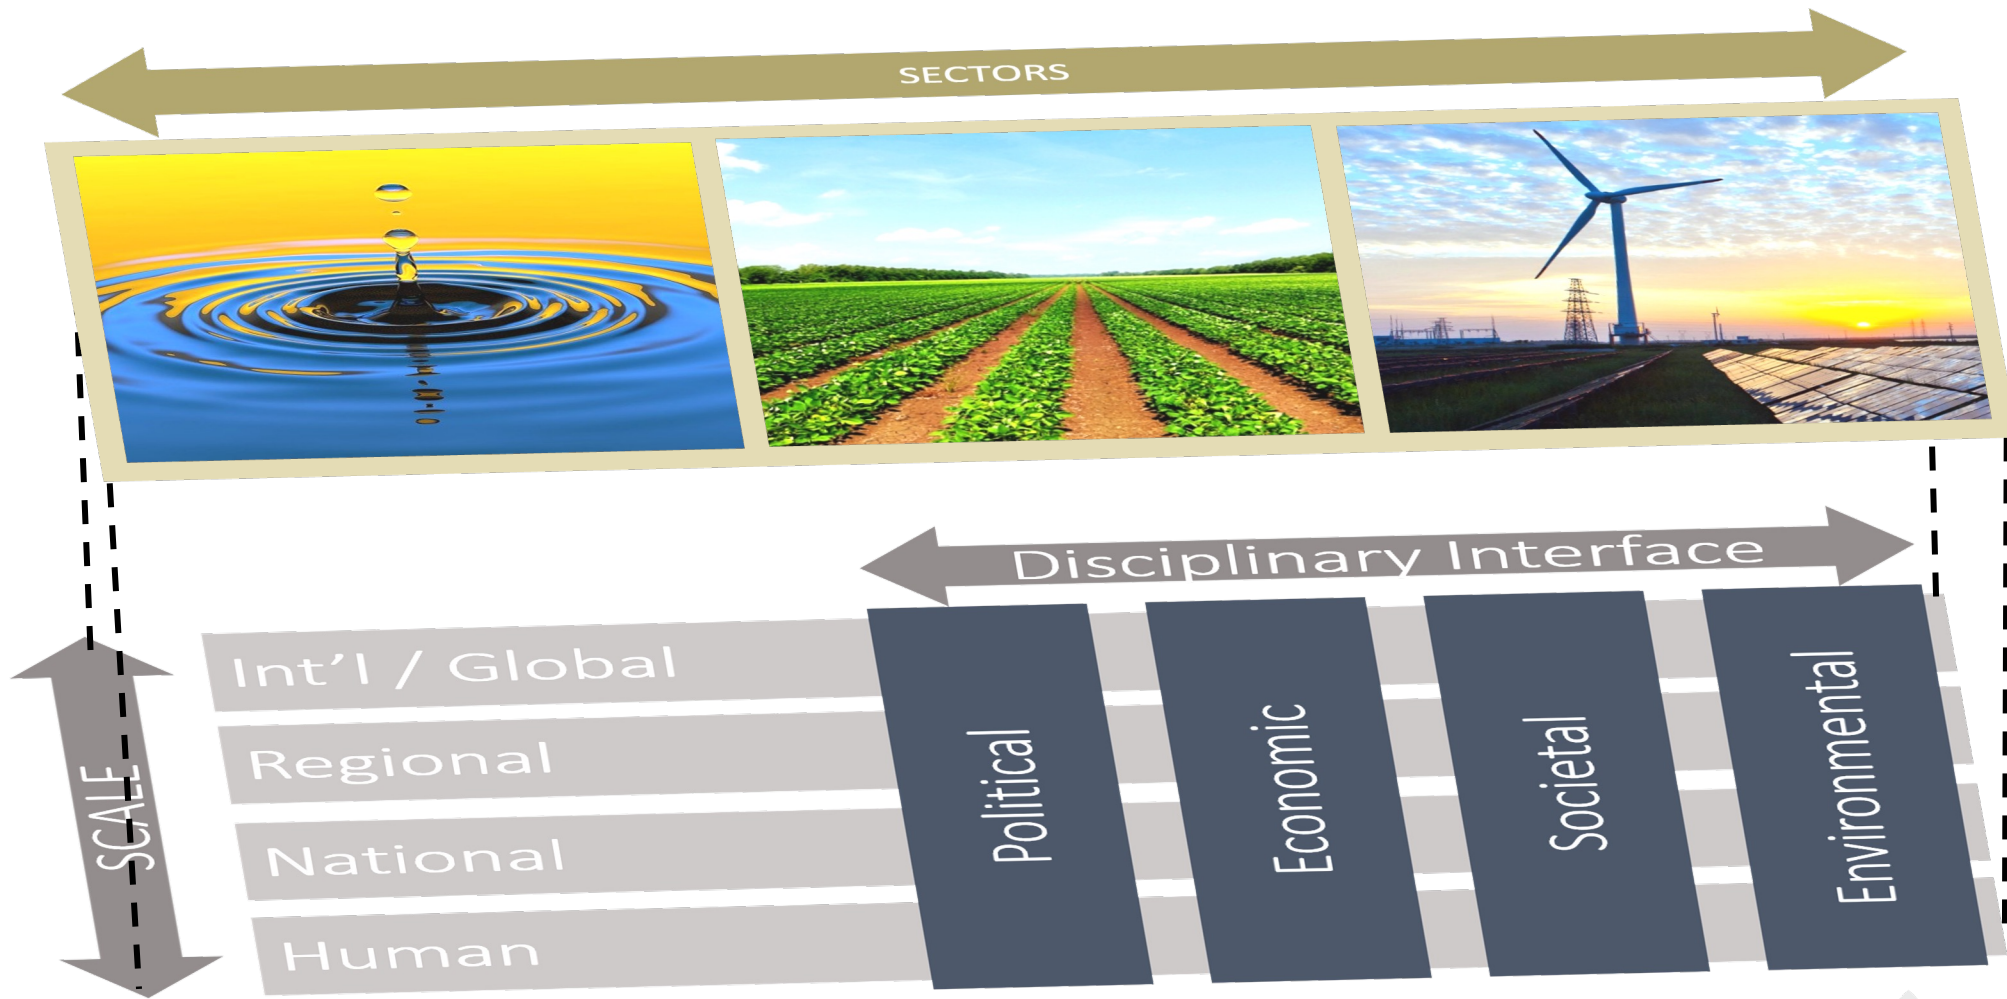 SECTORS
Disciplinary Interface
SCALE
Int'l / Global
Regional
National
Human
Political
Economic
Societal
Environmental